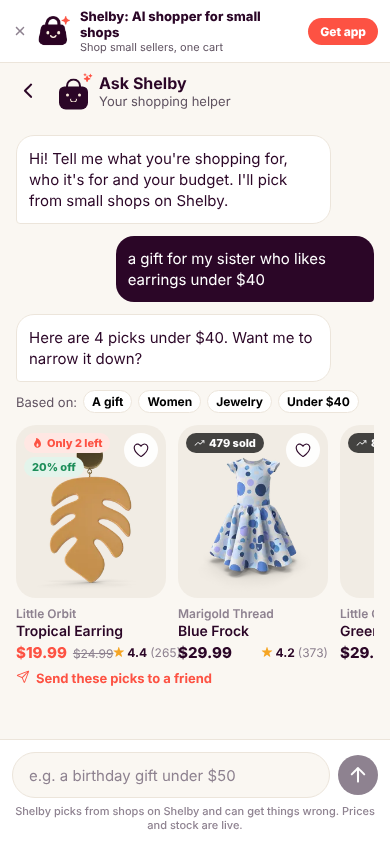 Shelby: AI shopper for small shops
Shop small sellers, one cart
Get app
Ask Shelby
Your shopping helper
Hi! Tell me what you're shopping for,
who it's for and your budget. I'll pick
from small shops on Shelby.
a gift for my sister who likes
earrings under $40
Here are 4 picks under $40. Want me to
narrow it down?
Based on: A gift Women Jewelry Under $40
Only 2 left
20% off
479 sold
Little Orbit
Tropical Earring
$19.99 $24.99 4.4 (265)
Marigold Thread
Blue Frock
$29.99 4.2 (373)
Little
Green
$29.
Send these picks to a friend
e.g. a birthday gift under $50
Shelby picks from shops on Shelby and can get things wrong. Prices
and stock are live.